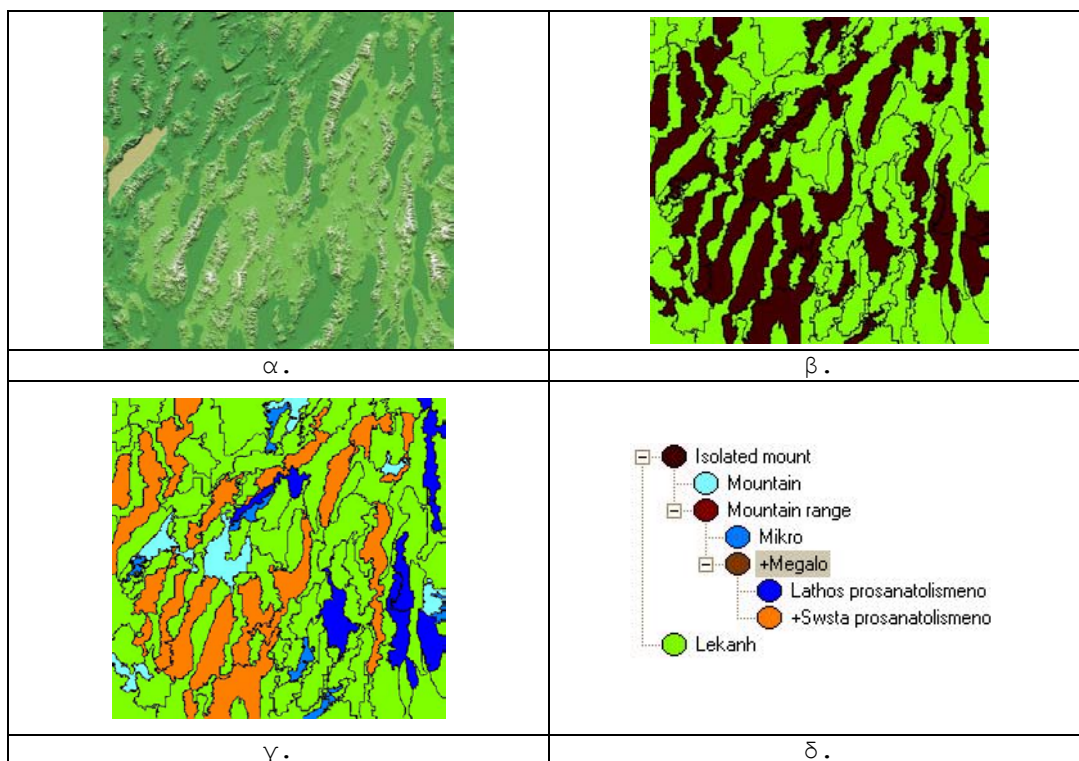 α.
β.
Isolated mount
Mountain
Mountain range
Mikro
+Megalo
Lathos prosanatolismeno
+Swsta prosanatolismeno
Lekanh
γ.
δ.